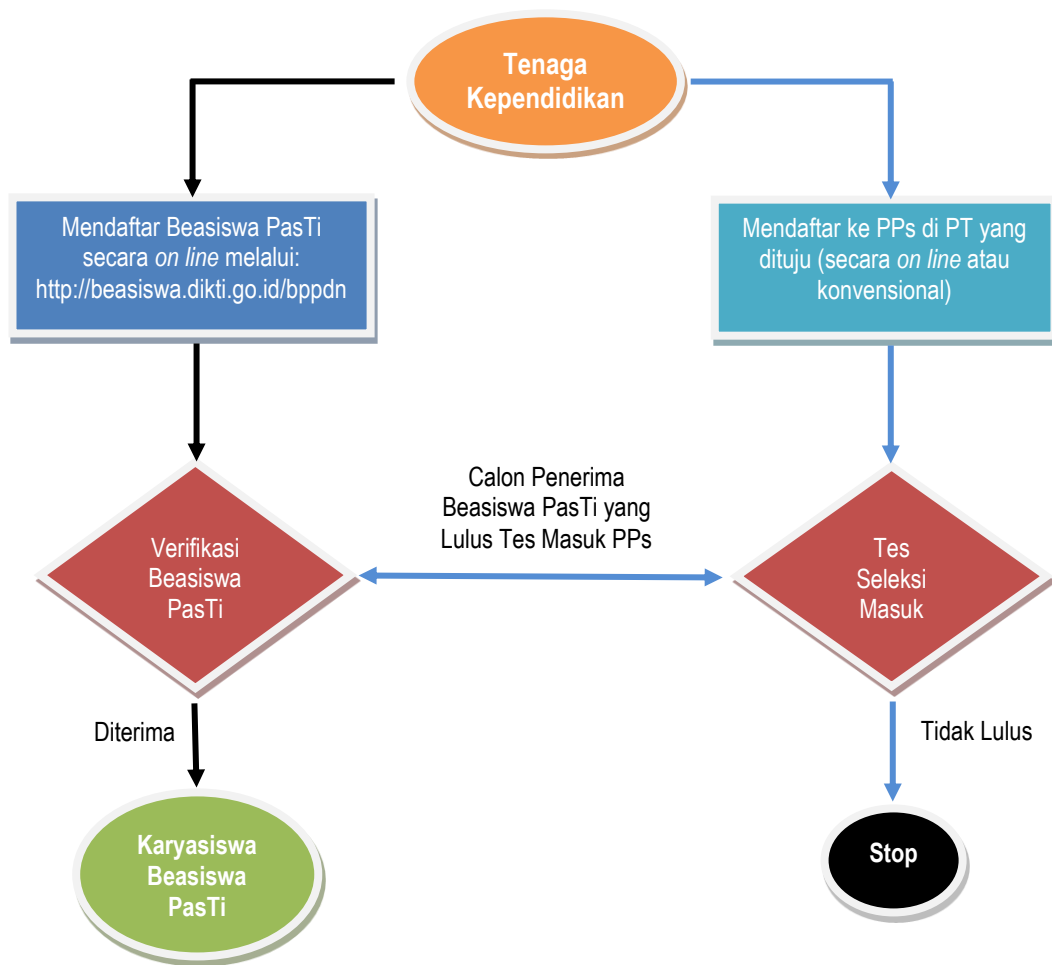 Tenaga
Kependidikan
Mendaftar Beasiswa PasTi
secara on line melalui:
http://beasiswa.dikti.go.id/bppdn
Mendaftar ke PPs di PT yang
dituju (secara on line atau
konvensional)
Calon Penerima
Beasiswa PasTi yang
Lulus Tes Masuk PPs
Verifikasi
Beasiswa
PasTi
Tes
Seleksi
Masuk
Diterima
Tidak Lulus
Karyasiswa
Beasiswa
PasTi
Stop